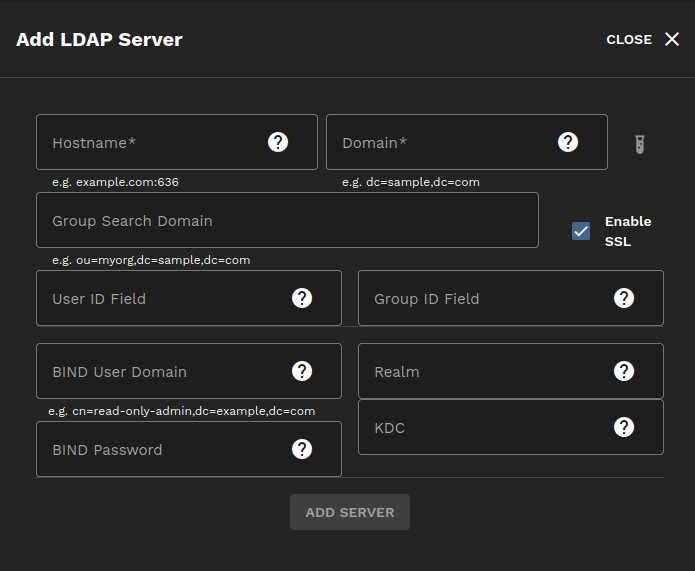 Add LDAP Server
CLOSE
Hostname*
Domain*
e.g. example.com:636
e.g. dc=sample,dc=com
Group Search Domain
Enable
SSL
e.g. ou=myorg,dc=sample,dc=com
User ID Field
Group ID Field
BIND User Domain
Realm
e.g. cn=read-only-admin,dc=example,dc=com
KDC
BIND Password
ADD SERVER